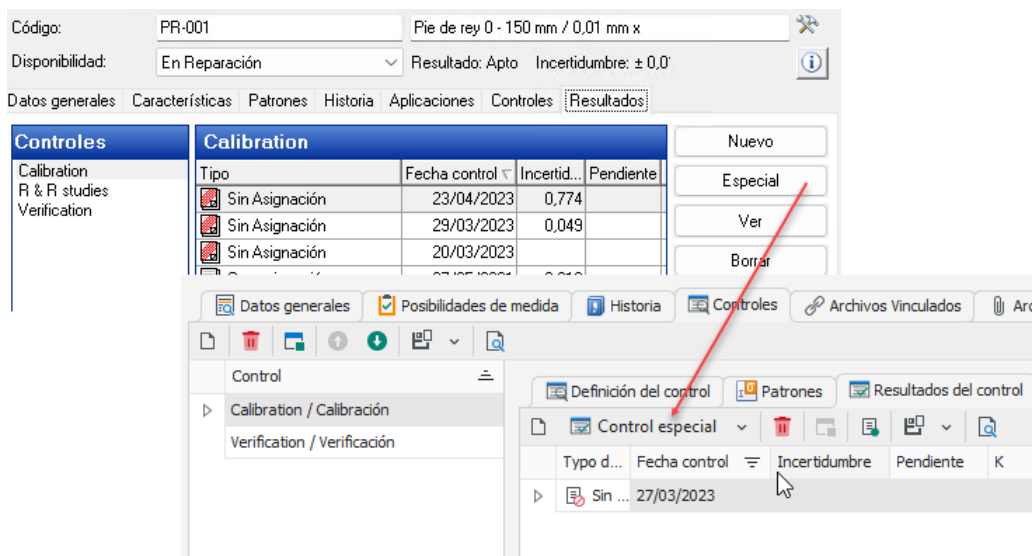 Código: PR-001 Pie de rey 0 - 150 mm / 0,01 mm x
Disponibilidad: En Reparación Resultado: Apto Incertidumbre: ± 0,0
Datos generales Características Patrones Historia Aplicaciones Controles Resultados
Controles
Calibration
R & R studies
Verification
Calibration
Tipo Fecha control Incertid... Pendiente
Sin Asignación 23/04/2023 0,774
Sin Asignación 29/03/2023 0,049
Sin Asignación 20/03/2023
Nuevo
Especial
Ver
Borrar
Datos generales Posibilidades de medida Historia Controles Archivos Vinculados Arc
Control
Calibration / Calibración
Verification / Verificación
Definición del control Patrones Resultados del control
Control especial
Typo d... Fecha control Incertidumbre Pendiente K
Sin ... 27/03/2023